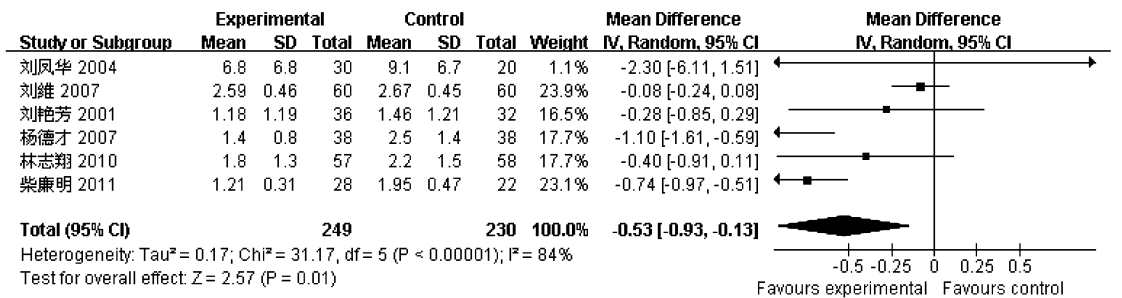 Experimental Control Mean Difference Mean Difference
Study or Subgroup Mean SD Total Mean SD Total Weight IV, Random, 95% CI IV, Random, 95% CI
刘凤华 2004 6.8 6.8 30 9.1 6.7 20 1.1% -2.30 [-6.11, 1.51]
刘维 2007 2.59 0.46 60 2.67 0.45 60 23.9% -0.08 [-0.24, 0.08]
刘艳芳 2001 1.18 1.19 36 1.46 1.21 32 16.5% -0.28 [-0.85, 0.29]
杨德才 2007 1.4 0.8 38 2.5 1.4 38 17.7% -1.10 [-1.61, -0.59]
林志翔 2010 1.8 1.3 57 2.2 1.5 58 17.7% -0.40 [-0.91, 0.11]
柴廉明 2011 1.21 0.31 28 1.95 0.47 22 23.1% -0.74 [-0.97, -0.51]
Total (95% CI) 249 230 100.0% -0.53 [-0.93, -0.13]
Heterogeneity: Tau² = 0.17; Chi² = 31.17, df = 5 (P < 0.00001); I² = 84%
Test for overall effect: Z = 2.57 (P = 0.01)
-0.5 -0.25 0 0.25 0.5
Favours experimental Favours control